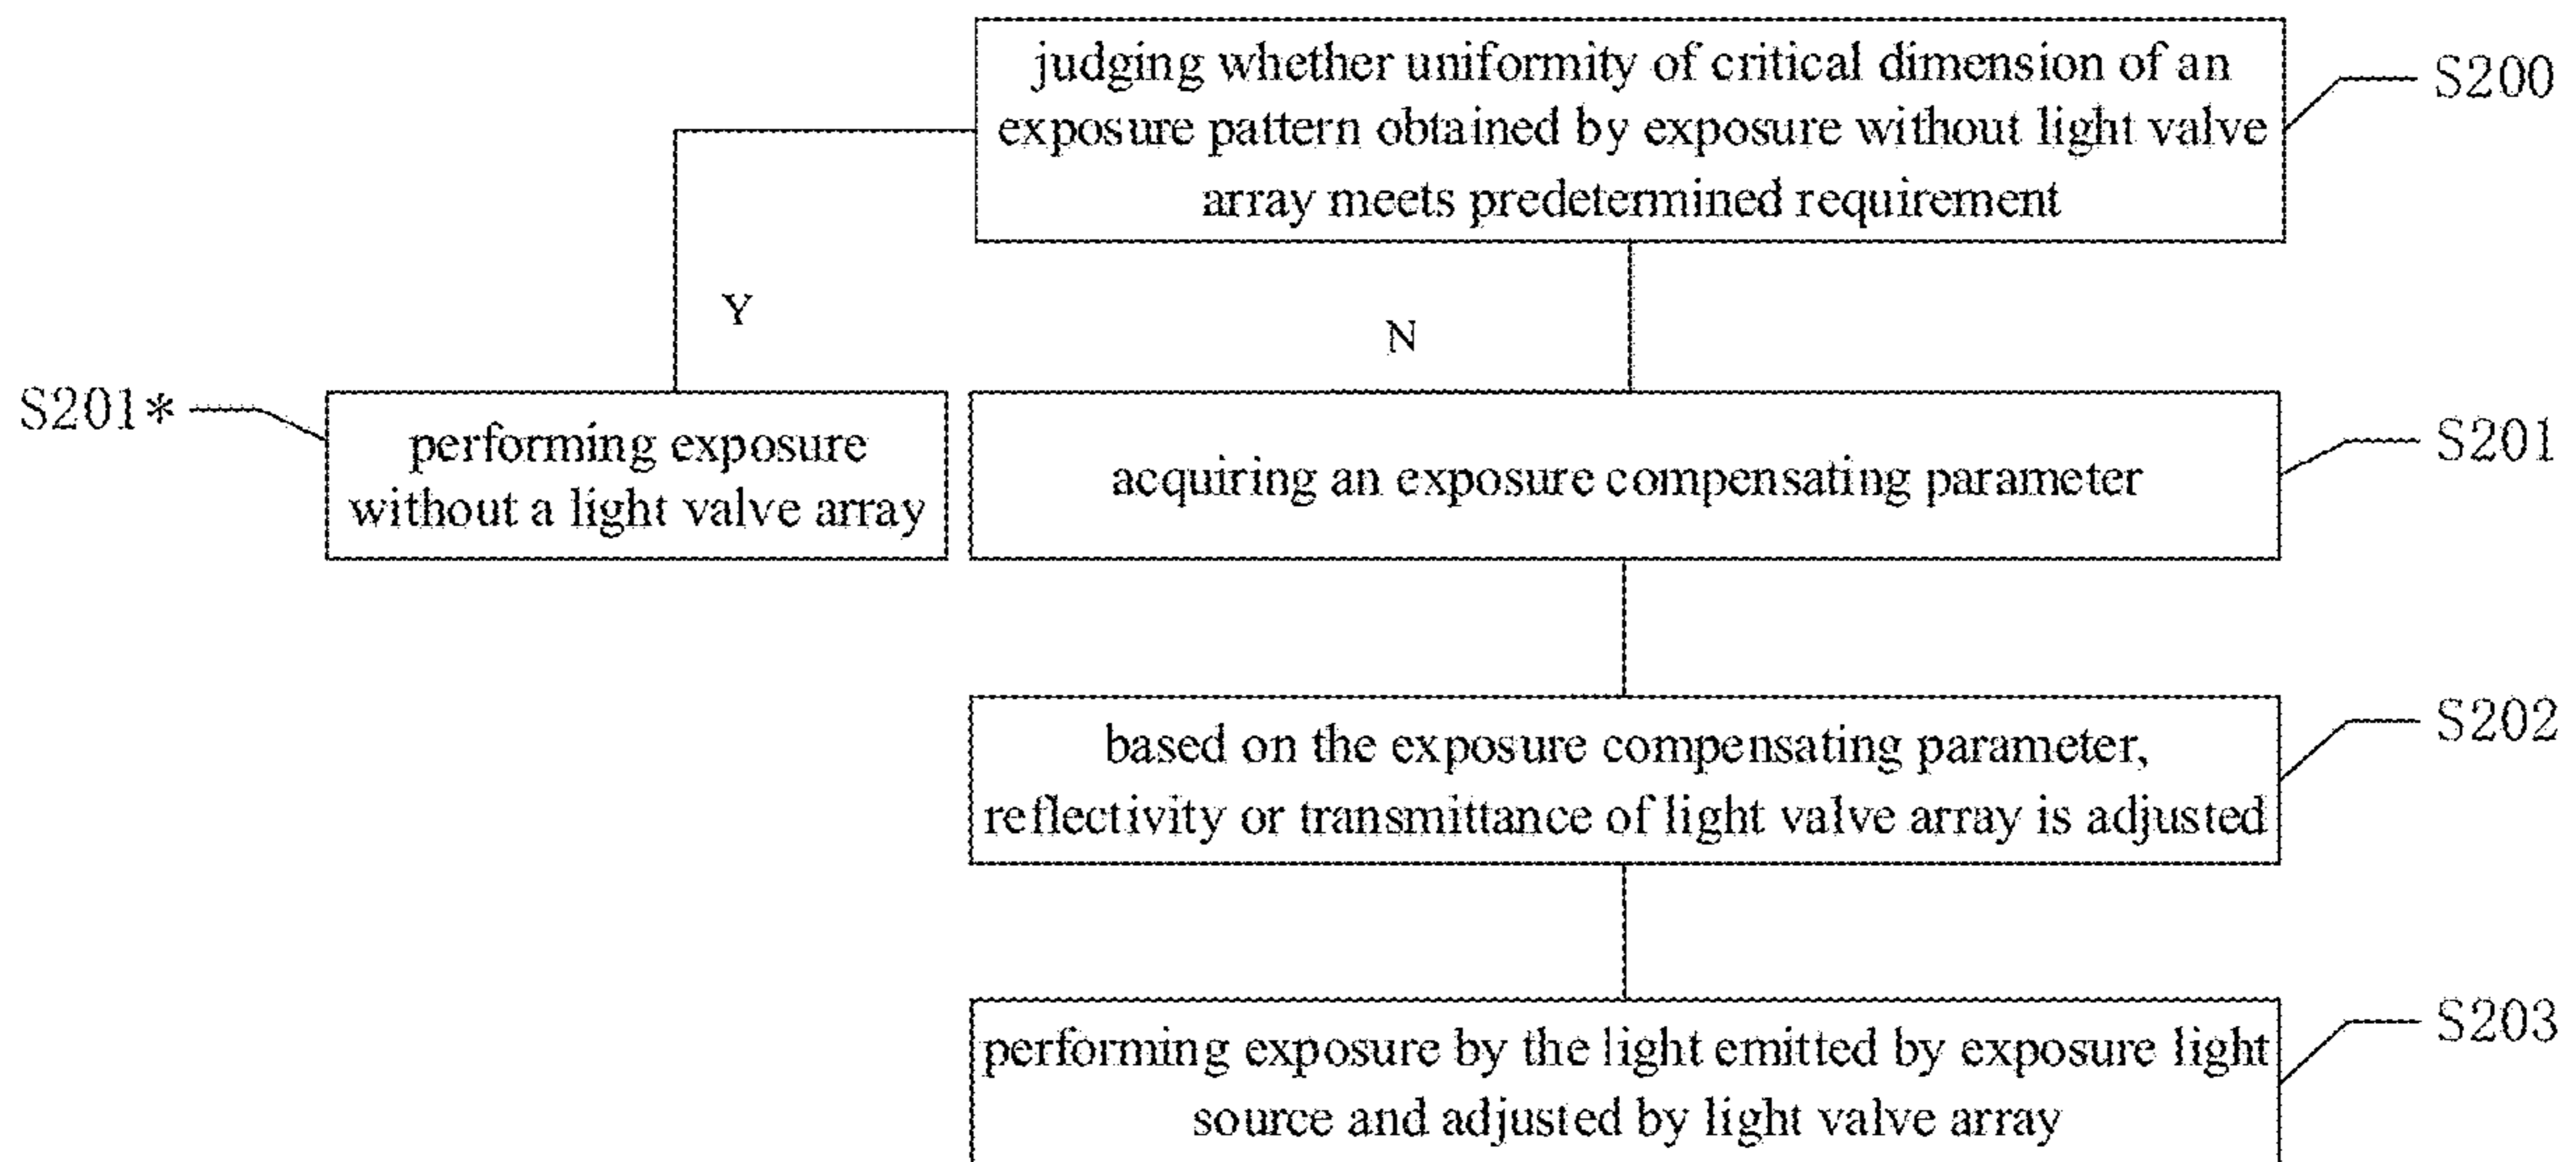 judging whether uniformity of critical dimension of an
exposure pattern obtained by exposure without light valve
array meets predetermined requirement
S200
Y
N
S201*
performing exposure
without a light valve array
acquiring an exposure compensating parameter
S201
based on the exposure compensating parameter,
reflectivity or transmittance of light valve array is adjusted
S202
performing exposure by the light emitted by exposure light
source and adjusted by light valve array
S203